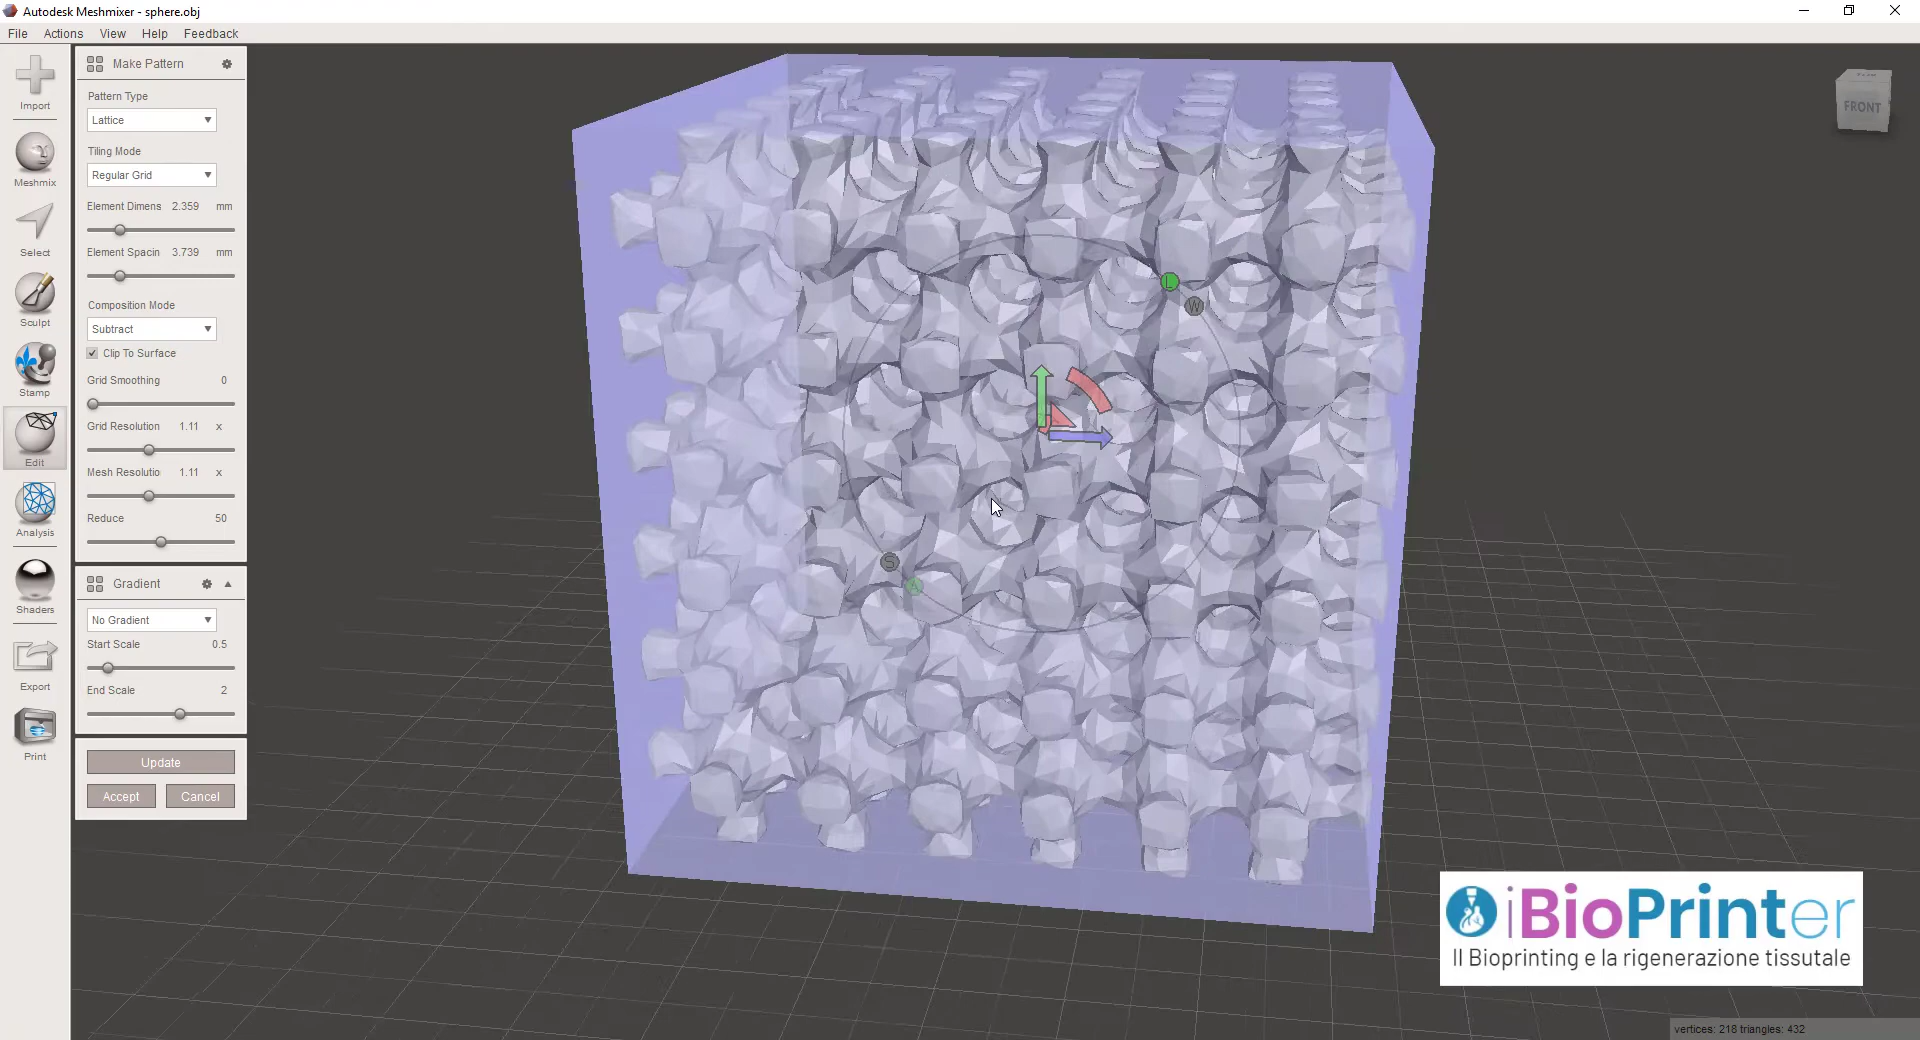 Autodesk Meshmixer - sphere.obj
File Actions View Help Feedback
Import
Meshmix
Select
Sculpt
Stamp
Edit
Analysis
Shaders
Export
Print
Make Pattern
Pattern Type
Lattice
Tiling Mode
Regular Grid
Element Dimens 2.359 mm
Element Spacin 3.739 mm
Composition Mode
Subtract
Clip To Surface
Grid Smoothing 0
Grid Resolution 1.11 x
Mesh Resolutio 1.11 x
Reduce 50
Gradient
No Gradient
Start Scale 0.5
End Scale 2
Update
Accept Cancel
L
W
S
A
FRONT
iBioPrinter
Il Bioprinting e la rigenerazione tissutale
vertices: 218 triangles: 432